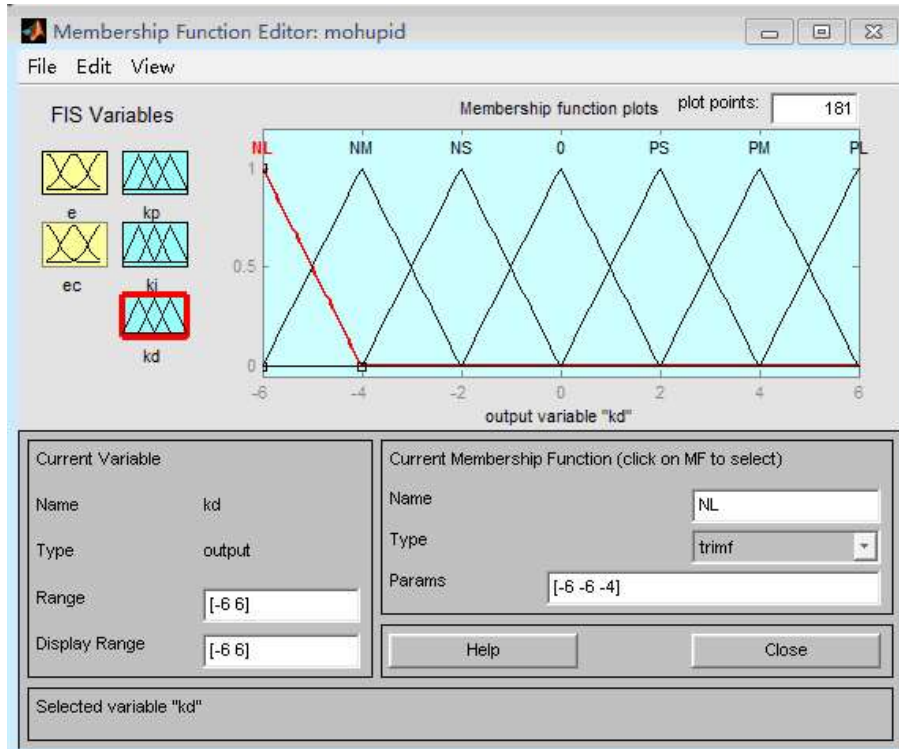 Membership Function Editor: mohupid
File Edit View
FIS Variables
Membership function plots plot points: 181
e kp
ec ki
kd
NL NM NS 0 PS PM PL
1
0.5
0
-6 -4 -2 0 2 4 6
output variable "kd"
Current Variable
Name kd
Type output
Range [-6 6]
Display Range [-6 6]
Current Membership Function (click on MF to select)
Name NL
Type trimf
Params [-6 -6 -4]
Help Close
Selected variable "kd"